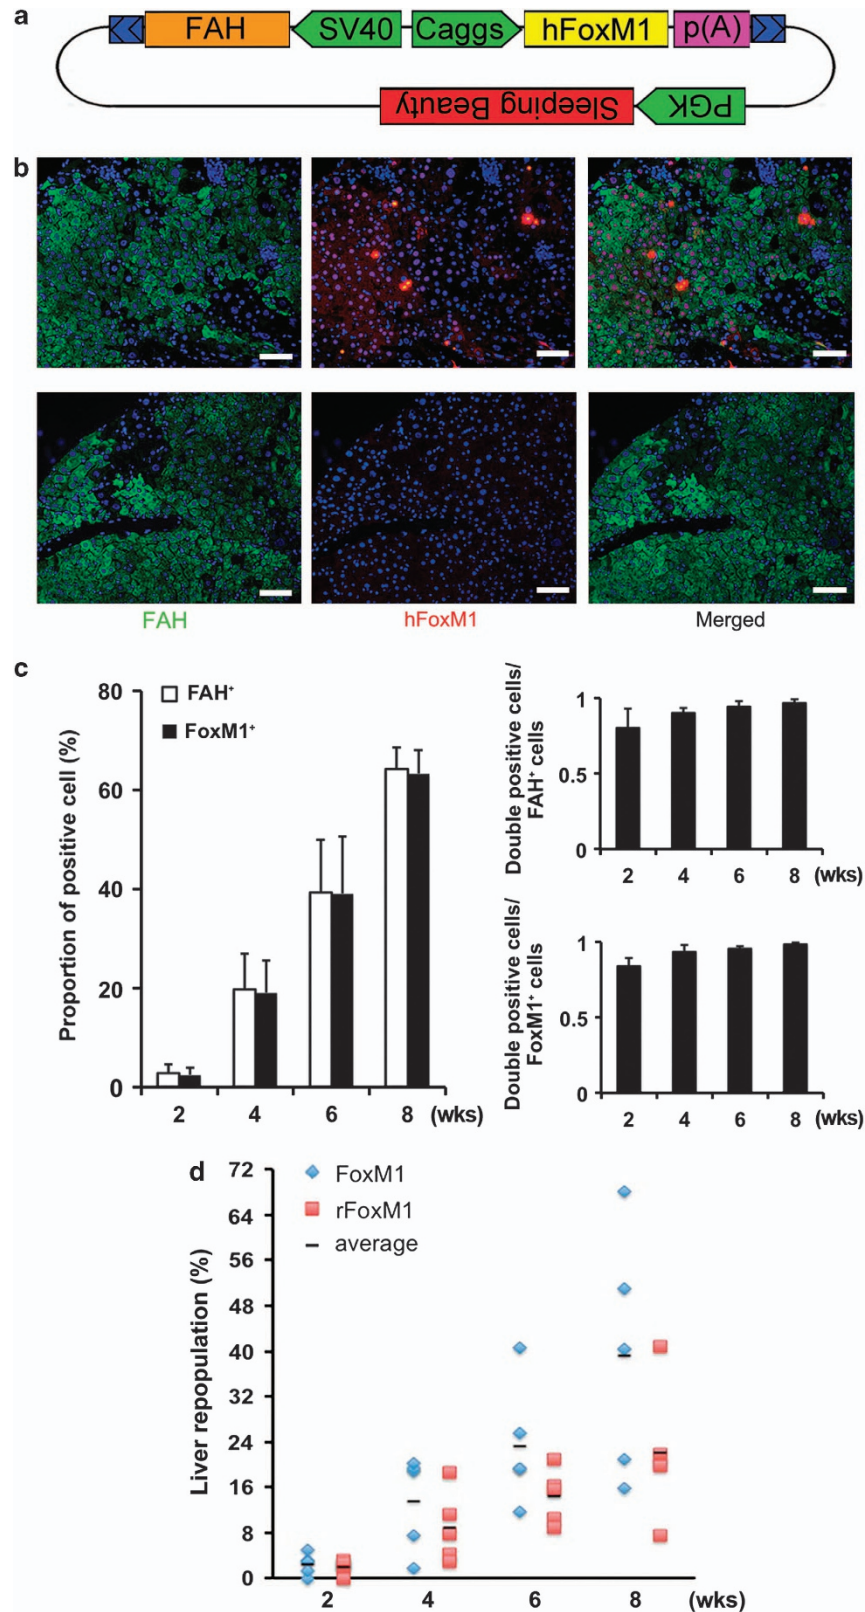 a
FAH SV40 Caggs hFoxM1 p(A)
Sleeping Beauty PGK
b
FAH hFoxM1 Merged
c
Proportion of positive cell (%)
80
60
40
20
0
FAH⁺
FoxM1⁺
2 4 6 8 (wks)
Double positive cells/
FAH⁺ cells
1
0.5
0
2 4 6 8 (wks)
Double positive cells/
FoxM1⁺ cells
1
0.5
0
2 4 6 8 (wks)
d
Liver repopulation (%)
72
64
56
48
40
32
24
16
8
0
FoxM1
rFoxM1
average
2 4 6 8 (wks)